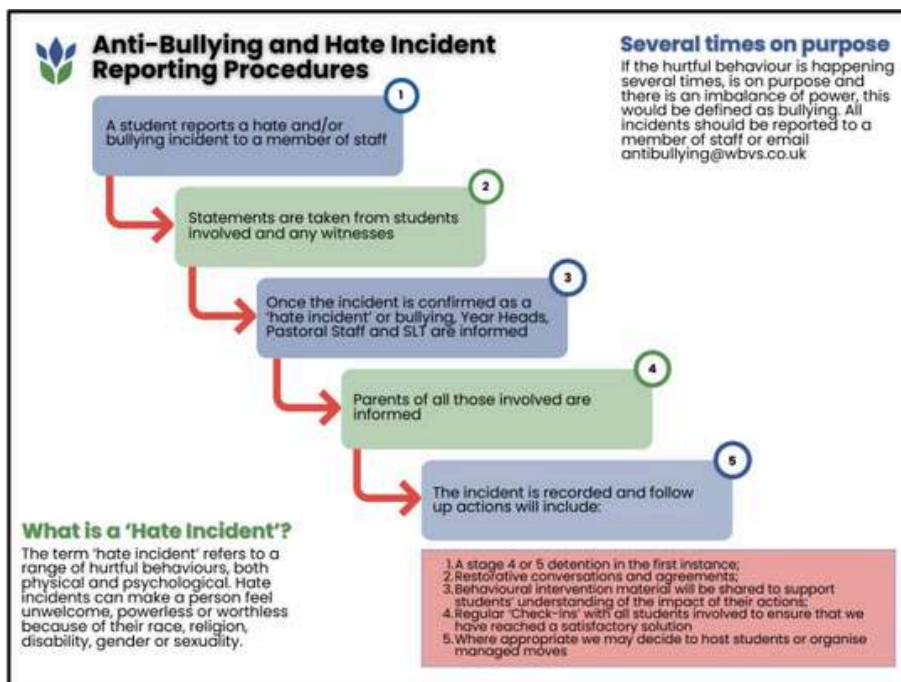 Anti-Bullying and Hate Incident
Reporting Procedures
Several times on purpose
If the hurtful behaviour is happening
several times, is on purpose and
there is an imbalance of power, this
would be defined as bullying. All
incidents should be reported to a
member of staff or email
antibullying@wbvs.co.uk
1
A student reports a hate and/or
bullying incident to a member of staff
2
Statements are taken from students
involved and any witnesses
3
Once the incident is confirmed as a
'hate incident' or bullying, Year Heads,
Pastoral Staff and SLT are informed
4
Parents of all those involved are
informed
5
The incident is recorded and follow
up actions will include:
1. A stage 4 or 5 detention in the first instance;
2. Restorative conversations and agreements;
3. Behavioural intervention material will be shared to support
students' understanding of the impact of their actions;
4. Regular 'Check-ins' with all students involved to ensure that we
have reached a satisfactory solution
5. Where appropriate we may decide to host students or organise
managed moves
What is a 'Hate Incident'?
The term 'hate incident' refers to a
range of hurtful behaviours, both
physical and psychological. Hate
incidents can make a person feel
unwelcome, powerless or worthless
because of their race, religion,
disability, gender or sexuality.